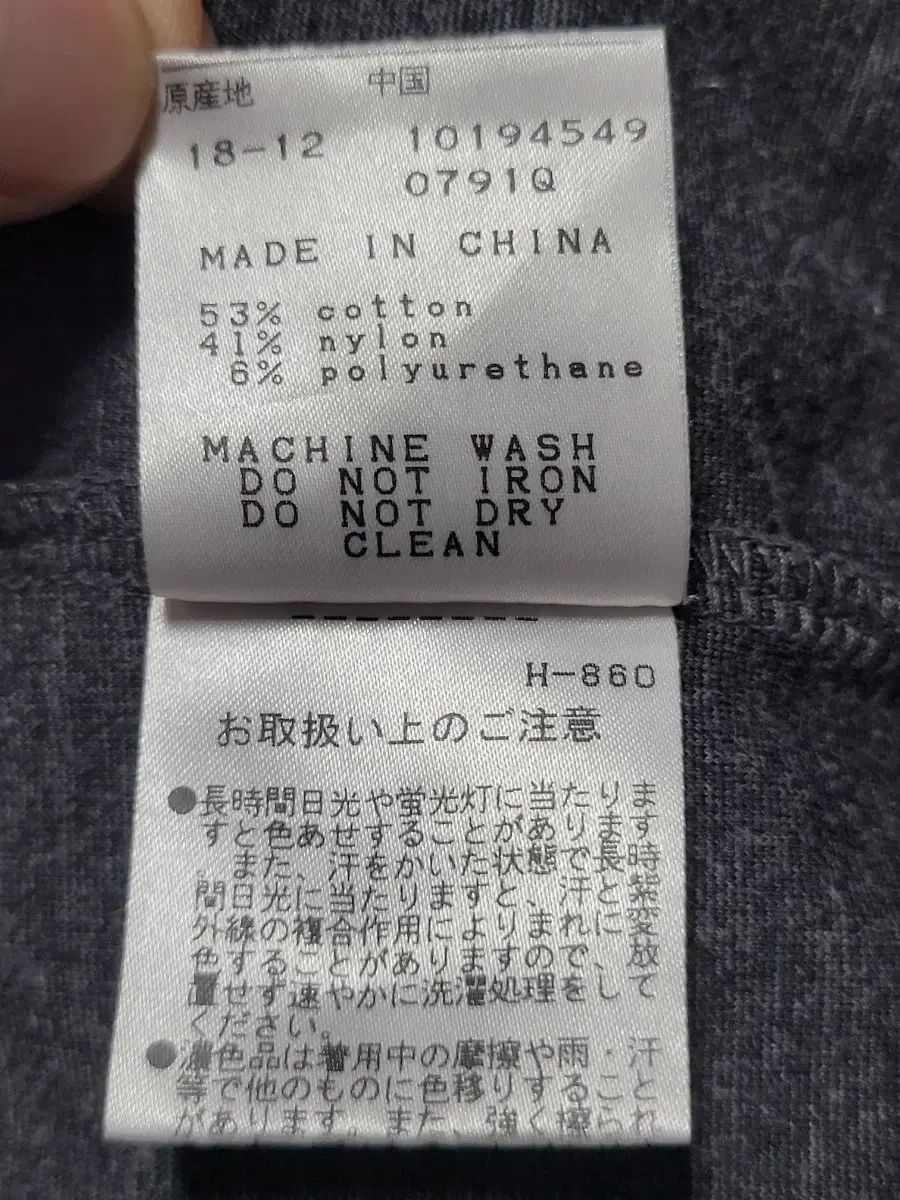 原産地 中国
18-12 10194549
0791Q
MADE IN CHINA
53% cotton
41% nylon
6% polyurethane
MACHINE WASH
DO NOT IRON
DO NOT DRY
CLEAN
H-860
お取扱い上のご注意
●長時間日光や蛍光灯に当たりま
すと色あせすることがあります
。また、汗をかいた状態で長時
間日光に当たりますと、汗と紫
外線の複合作用により、まれに変
色することがありますので、放
置せず速やかに洗濯処理をして
ください。
●濃色品は着用中の摩擦や雨・汗
等で他のものに色移りすること
があります。また、強く擦られ